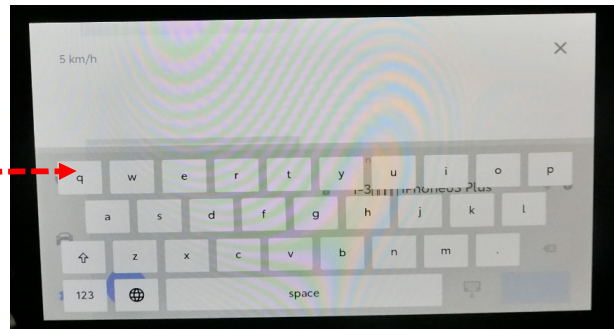 5 km/h
q w e r t y u i o p
a s d f g h j k l
z x c v b n m .
123 space